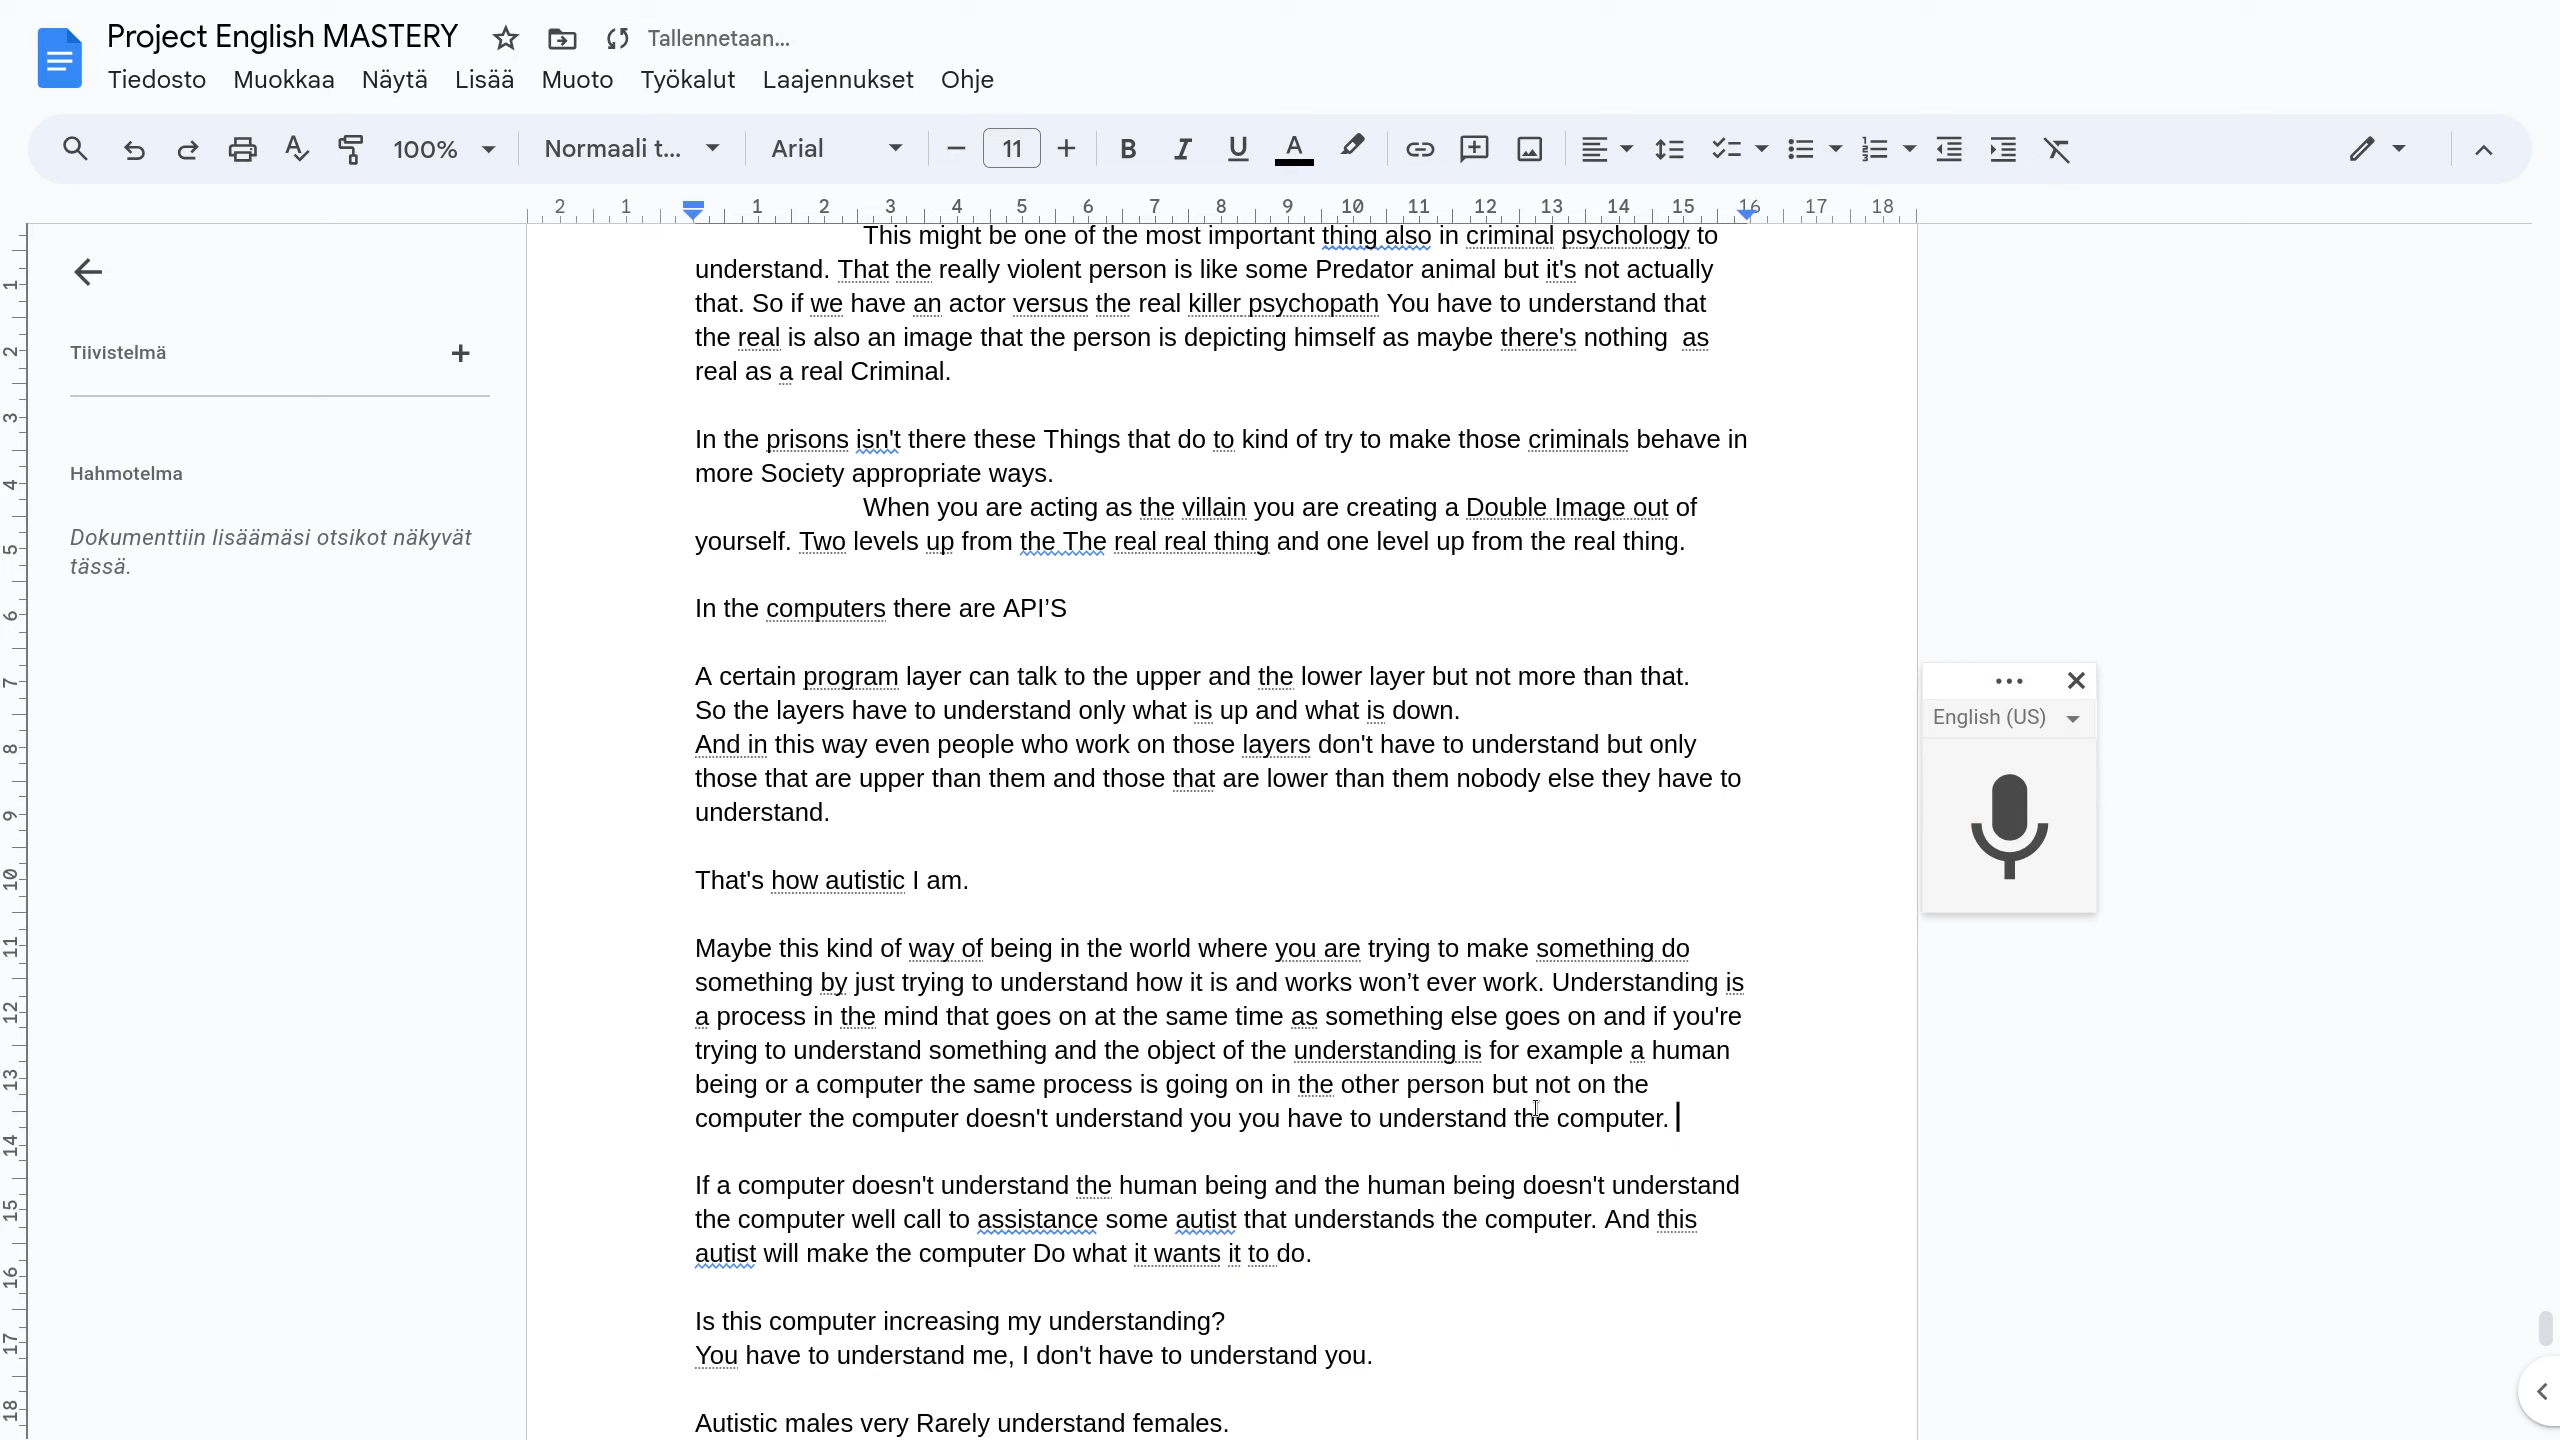 Project English MASTERY
Tallennetaan...
Tiedosto Muokkaa Näytä Lisää Muoto Työkalut Laajennukset Ohje
100% Normaali t... Arial 11
2 1 1 2 3 4 5 6 7 8 9 10 11 12 13 14 15 16 17 18
Tiivistelmä
Hahmotelma
Dokumenttiin lisäämäsi otsikot näkyvät
tässä.
1
2
3
4
5
6
7
8
9
10
11
12
13
14
15
16
17
18
This might be one of the most important thing also in criminal psychology to
understand. That the really violent person is like some Predator animal but it's not actually
that. So if we have an actor versus the real killer psychopath You have to understand that
the real is also an image that the person is depicting himself as maybe there's nothing  as
real as a real Criminal.
In the prisons isn't there these Things that do to kind of try to make those criminals behave in
more Society appropriate ways.
When you are acting as the villain you are creating a Double Image out of
yourself. Two levels up from the The real real thing and one level up from the real thing.
In the computers there are API’S
A certain program layer can talk to the upper and the lower layer but not more than that.
So the layers have to understand only what is up and what is down.
And in this way even people who work on those layers don't have to understand but only
those that are upper than them and those that are lower than them nobody else they have to
understand.
That's how autistic I am.
Maybe this kind of way of being in the world where you are trying to make something do
something by just trying to understand how it is and works won’t ever work. Understanding is
a process in the mind that goes on at the same time as something else goes on and if you're
trying to understand something and the object of the understanding is for example a human
being or a computer the same process is going on in the other person but not on the
computer the computer doesn't understand you you have to understand the computer.
If a computer doesn't understand the human being and the human being doesn't understand
the computer well call to assistance some autist that understands the computer. And this
autist will make the computer Do what it wants it to do.
Is this computer increasing my understanding?
You have to understand me, I don't have to understand you.
Autistic males very Rarely understand females.
English (US)